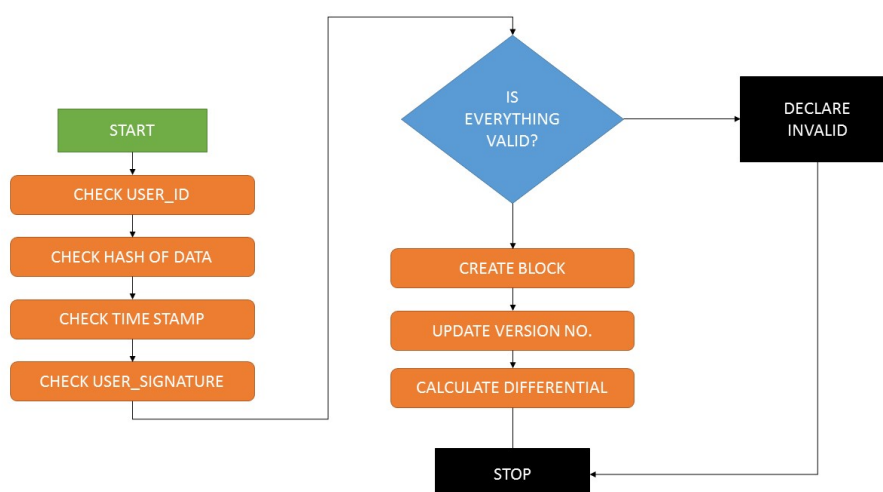 START
CHECK USER_ID
CHECK HASH OF DATA
CHECK TIME STAMP
CHECK USER_SIGNATURE
IS
EVERYTHING
VALID?
DECLARE
INVALID
CREATE BLOCK
UPDATE VERSION NO.
CALCULATE DIFFERENTIAL
STOP